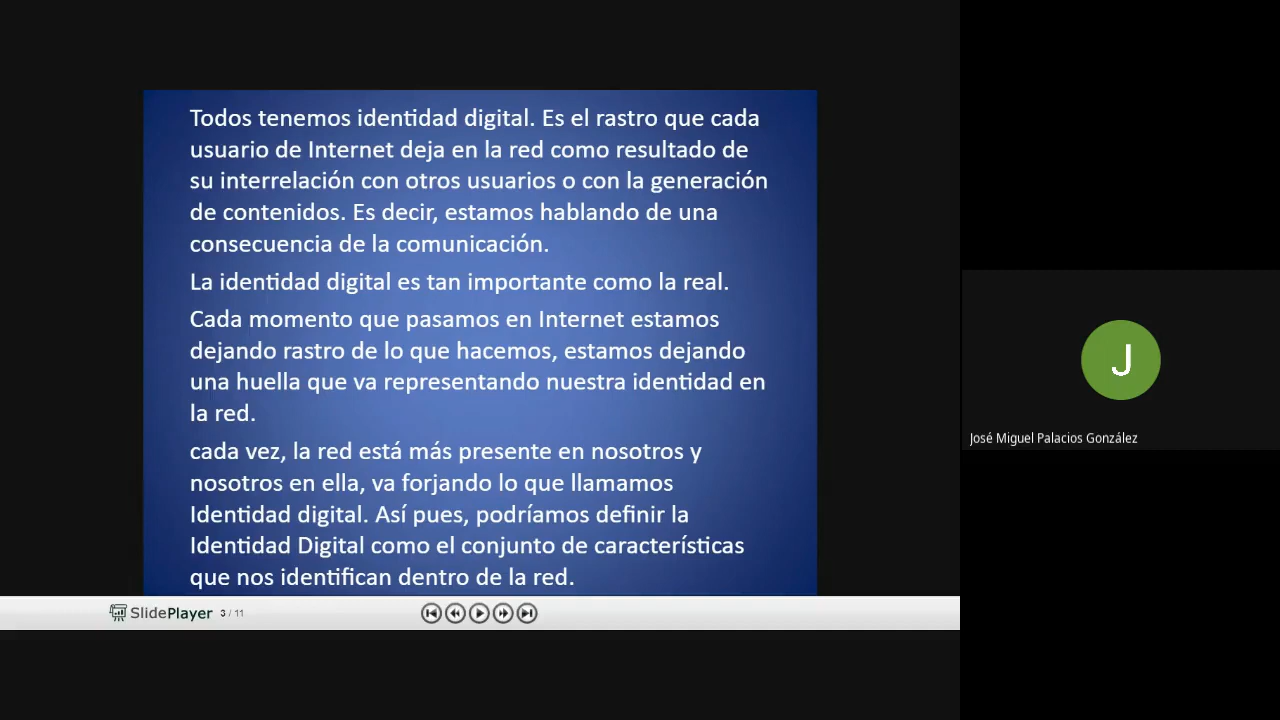 Todos tenemos identidad digital. Es el rastro que cada
usuario de Internet deja en la red como resultado de
su interrelación con otros usuarios o con la generación
de contenidos. Es decir, estamos hablando de una
consecuencia de la comunicación.
La identidad digital es tan importante como la real.
Cada momento que pasamos en Internet estamos
dejando rastro de lo que hacemos, estamos dejando
una huella que va representando nuestra identidad en
la red.
cada vez, la red está más presente en nosotros y
nosotros en ella, va forjando lo que llamamos
Identidad digital. Así pues, podríamos definir la
Identidad Digital como el conjunto de características
que nos identifican dentro de la red.
SlidePlayer 3 / 11
J
José Miguel Palacios González